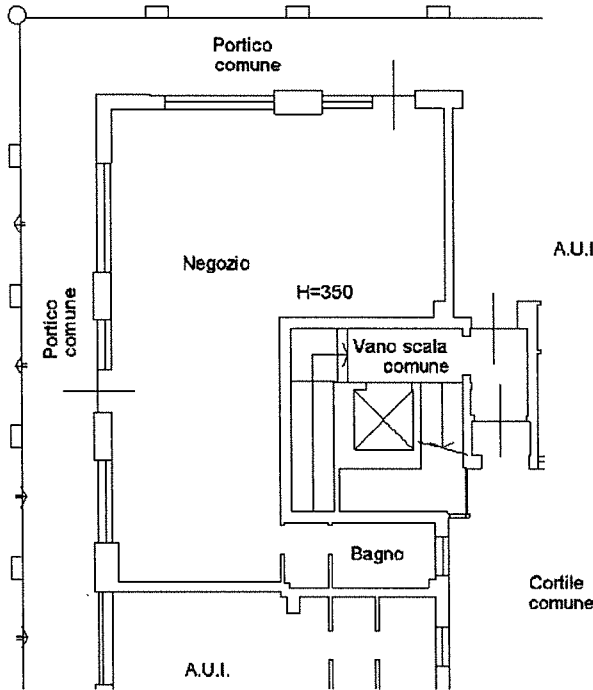 Portico
comune
A.U.I
Negozio
H=350
Portico
comune
Vano scala
comune
Bagno
Cortile
comune
A.U.I.